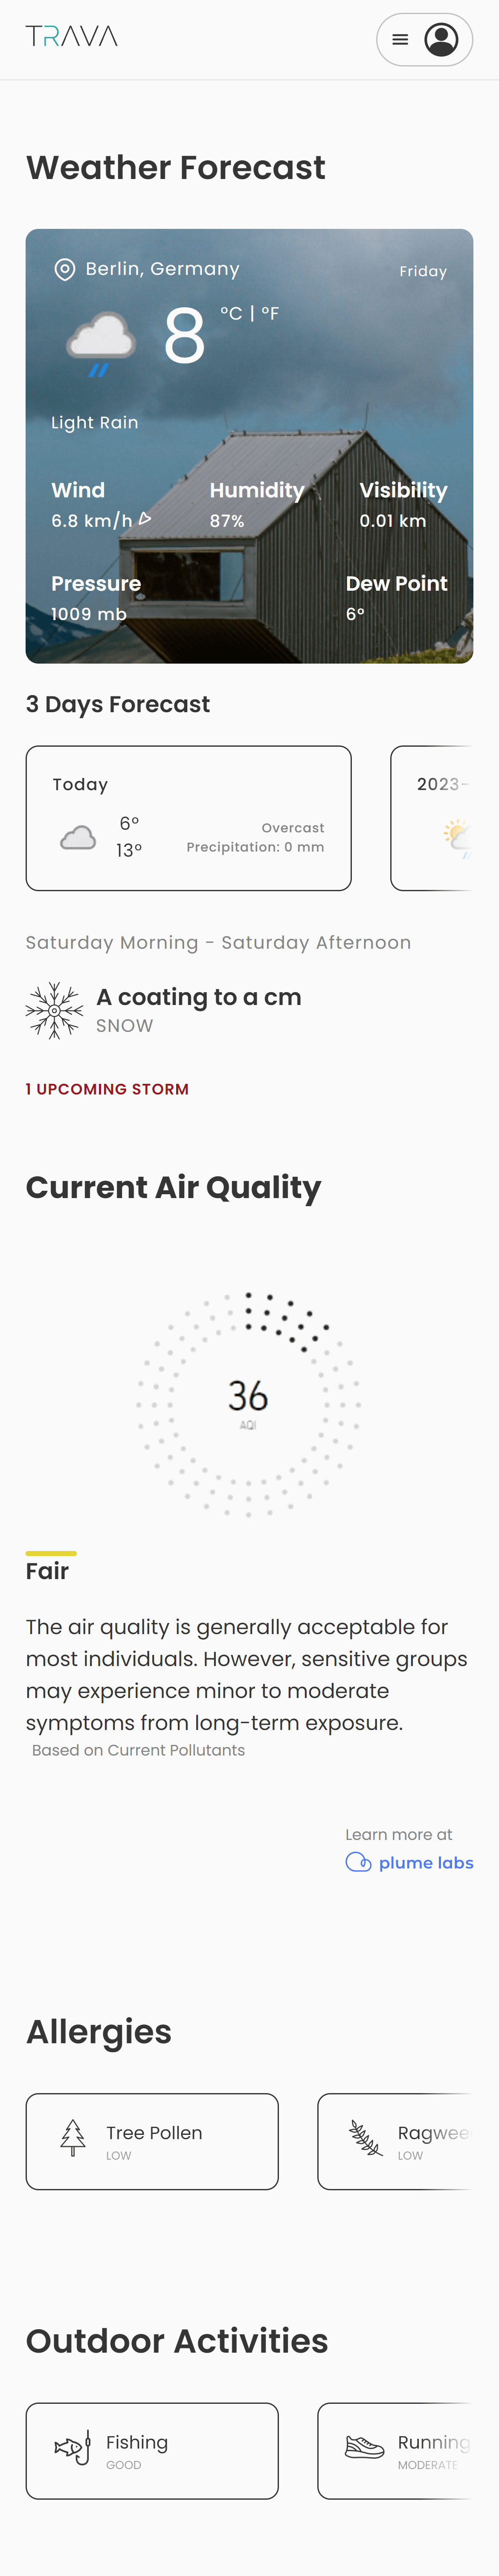 TRAVA
Weather Forecast
Berlin, Germany
Friday
8 °C | °F
Light Rain
Wind Humidity Visibility
6.8 km/h 87% 0.01 km
Pressure Dew Point
1009 mb 6°
3 Days Forecast
Today
6°
13°
Overcast
Precipitation: 0 mm
2023-
Saturday Morning - Saturday Afternoon
A coating to a cm
SNOW
1 UPCOMING STORM
Current Air Quality
36
AQI
Fair
The air quality is generally acceptable for
most individuals. However, sensitive groups
may experience minor to moderate
symptoms from long-term exposure.
Based on Current Pollutants
Learn more at
plume labs
Allergies
Tree Pollen
LOW
Ragwee
LOW
Outdoor Activities
Fishing
GOOD
Running
MODERATE